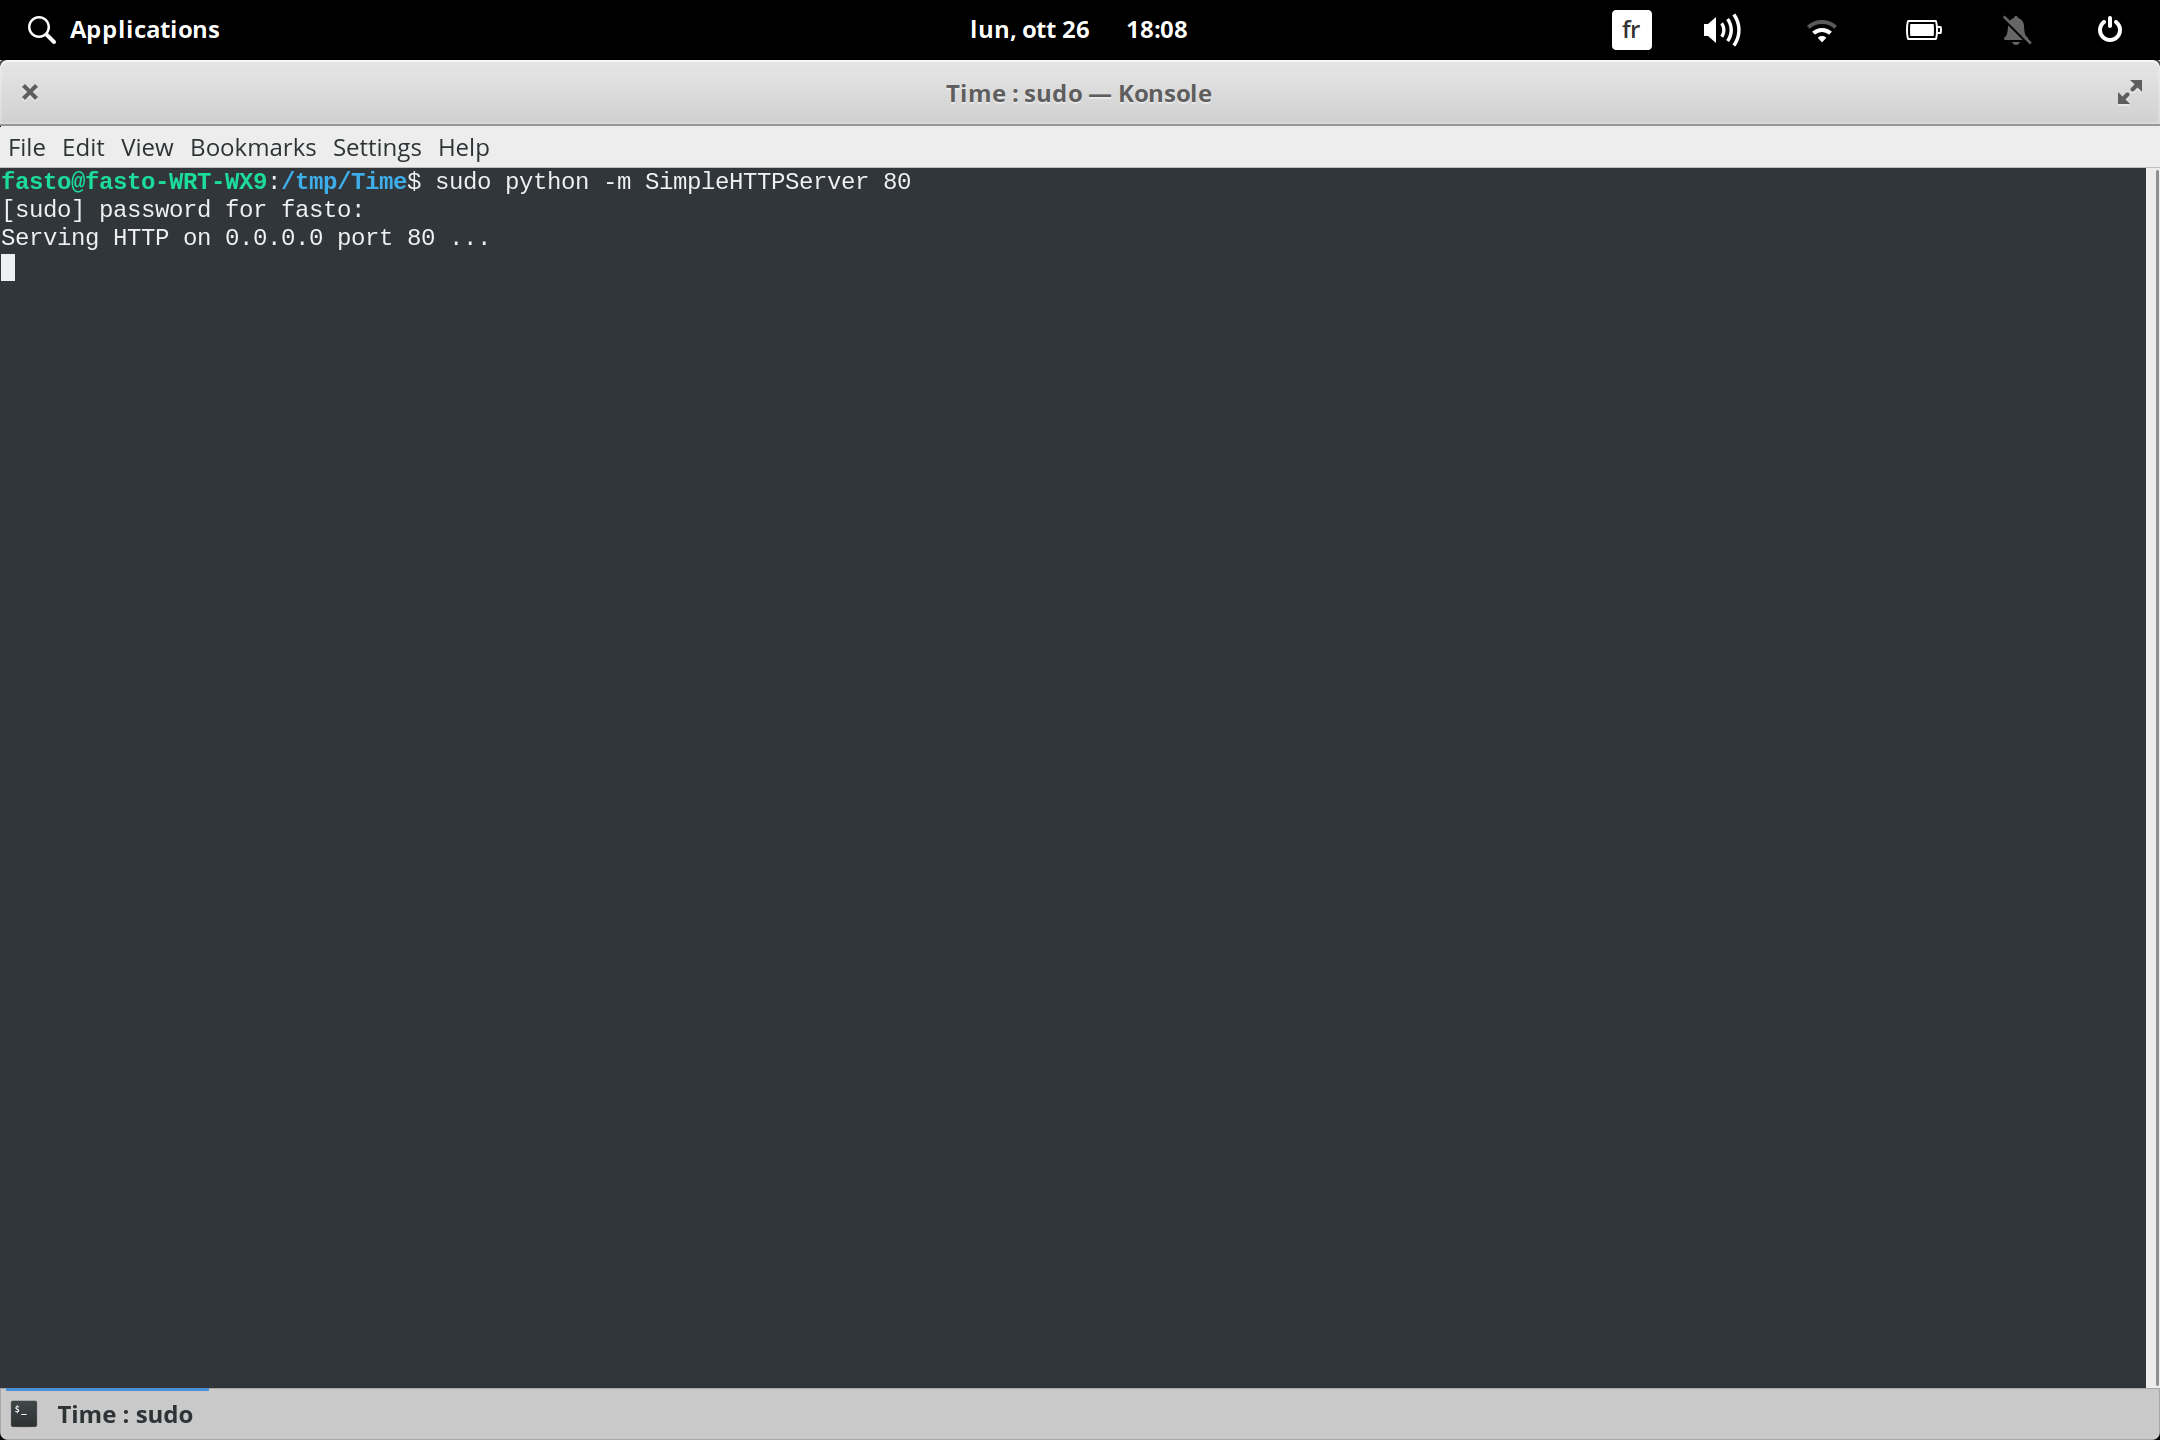 Applications lun, ott 26 18:08 fr
Time : sudo — Konsole
File Edit View Bookmarks Settings Help
fasto@fasto-WRT-WX9:/tmp/Time$ sudo python -m SimpleHTTPServer 80
[sudo] password for fasto:
Serving HTTP on 0.0.0.0 port 80 ...
Time : sudo